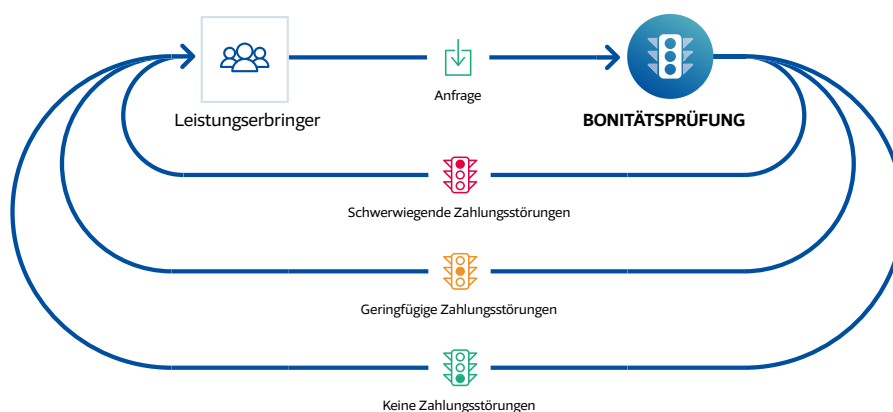 Anfrage
Leistungserbringer
BONITÄTSPRÜFUNG
Schwerwiegende Zahlungsstörungen
Geringfügige Zahlungsstörungen
Keine Zahlungsstörungen